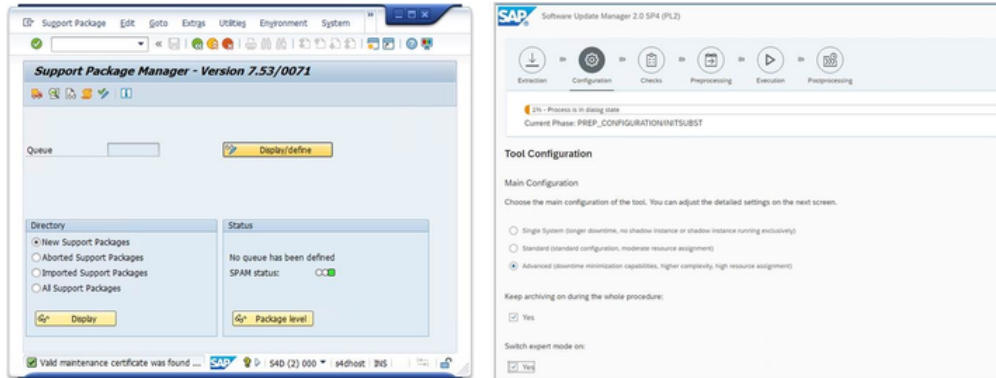 Support Package Edit Goto Extras Utilities Environment System
Support Package Manager - Version 7.53/0071
Queue
Display/define
Directory
New Support Packages
Aborted Support Packages
Imported Support Packages
All Support Packages
Display
Status
No queue has been defined
SPAM status:
Package level
Valid maintenance certificate was found ... SAP S4D (2) 000 s4dhost INS
SAP Software Update Manager 2.0 SP4 (PL2)
Extraction Configuration Checks Preprocessing Execution Postprocessing
2% - Process is in dialog state
Current Phase: PREP_CONFIGURATION/INITSUBST
Tool Configuration
Main Configuration
Choose the main configuration of the tool. You can adjust the detailed settings on the next screen.
Single System (longer downtime, no shadow instance or shadow instance running exclusively)
Standard (standard configuration, moderate resource assignment)
Advanced (downtime minimization capabilities, higher complexity, high resource assignment)
Keep archiving on during the whole procedure:
Yes
Switch expert mode on:
Yes